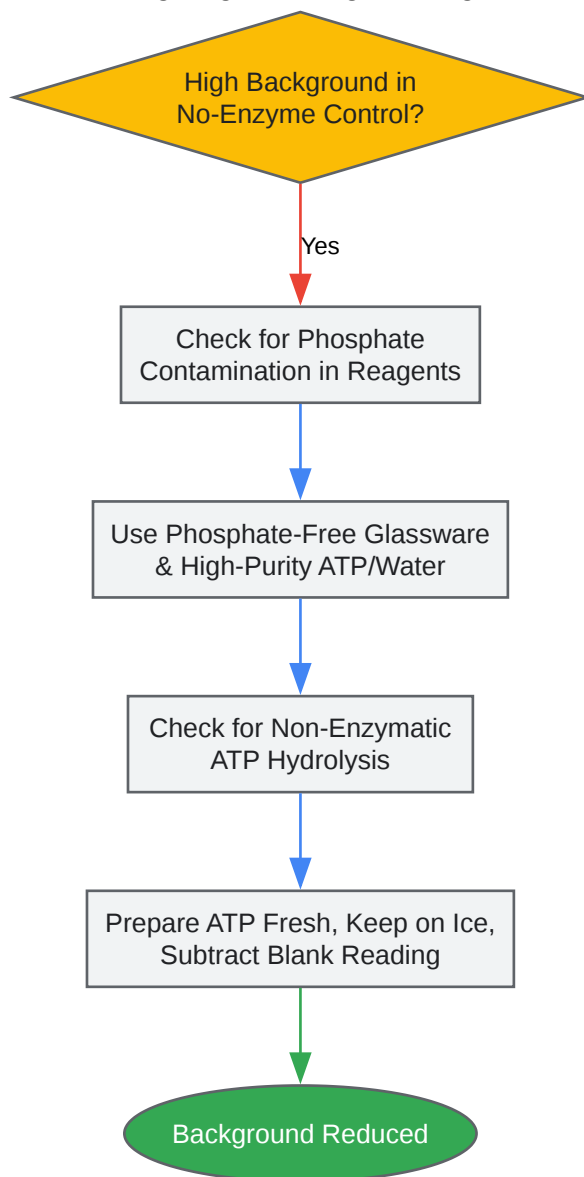 High Background in
No-Enzyme Control?
Yes
Check for Phosphate
Contamination in Reagents
Use Phosphate-Free Glassware
& High-Purity ATP/Water
Check for Non-Enzymatic
ATP Hydrolysis
Prepare ATP Fresh, Keep on Ice,
Subtract Blank Reading
Background Reduced